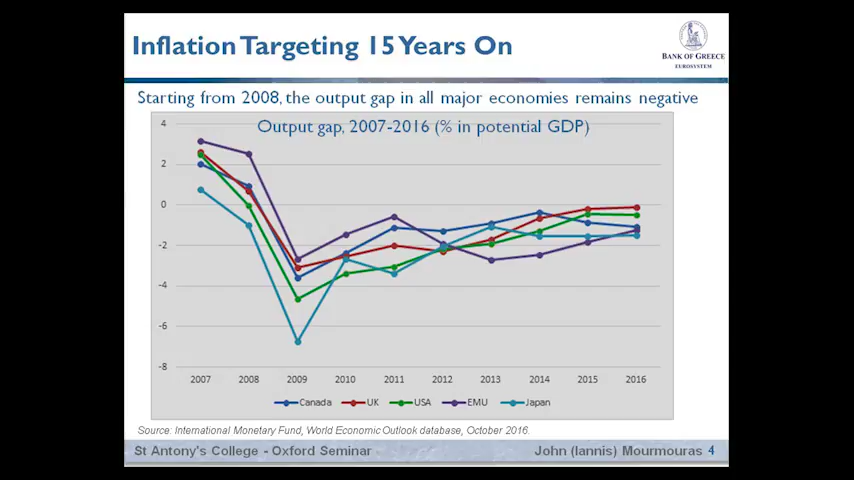 Inflation Targeting 15 Years On
BANK OF GREECE
EUROSYSTEM
Starting from 2008, the output gap in all major economies remains negative
Output gap, 2007-2016 (% in potential GDP)
4
2
0
-2
-4
-6
-8
2007 2008 2009 2010 2011 2012 2013 2014 2015 2016
Canada UK USA EMU Japan
Source: International Monetary Fund, World Economic Outlook database, October 2016.
St Antony's College - Oxford Seminar John (Iannis) Mourmouras 4